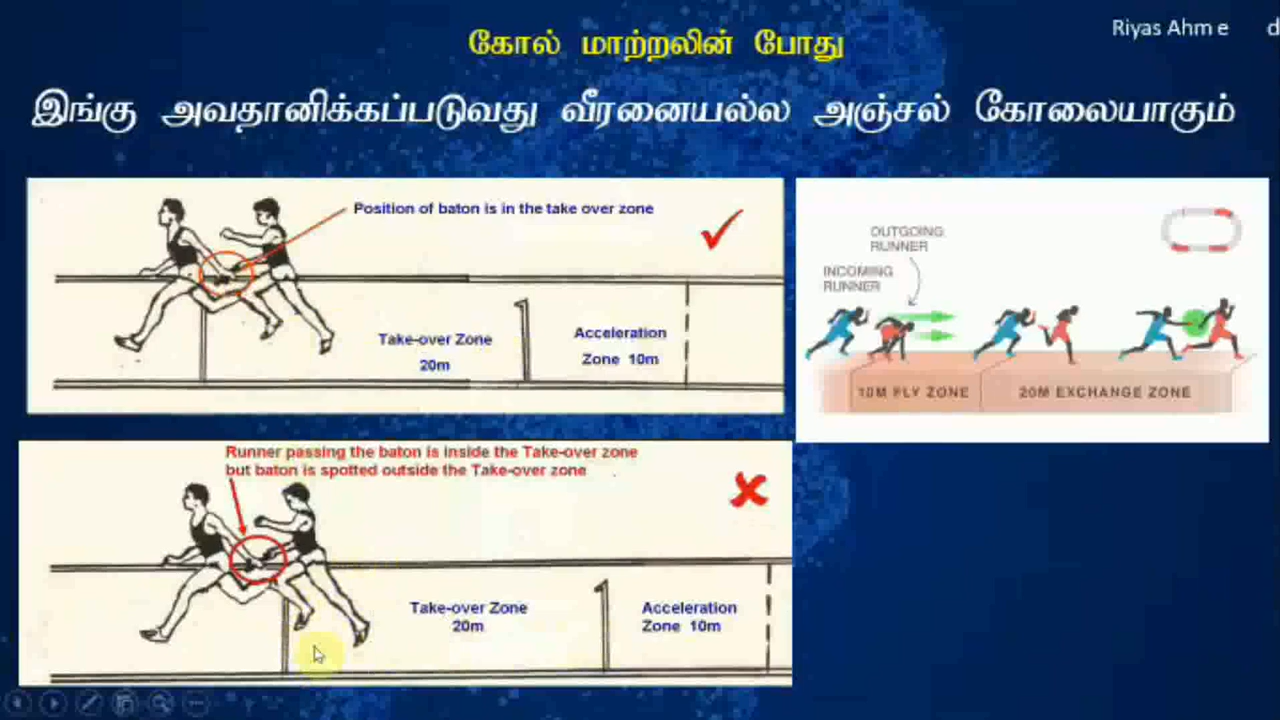 Riyas Ahm e d
கோல் மாற்றலின் போது
இங்கு அவதானிக்கப்படுவது வீரனையல்ல அஞ்சல் கோலையாகும்
Position of baton is in the take over zone
Take-over Zone
20m
Acceleration
Zone 10m
OUTGOING
RUNNER
INCOMING
RUNNER
10M FLY ZONE
20M EXCHANGE ZONE
Runner passing the baton is inside the Take-over zone
but baton is spotted outside the Take-over zone
Take-over Zone
20m
Acceleration
Zone 10m